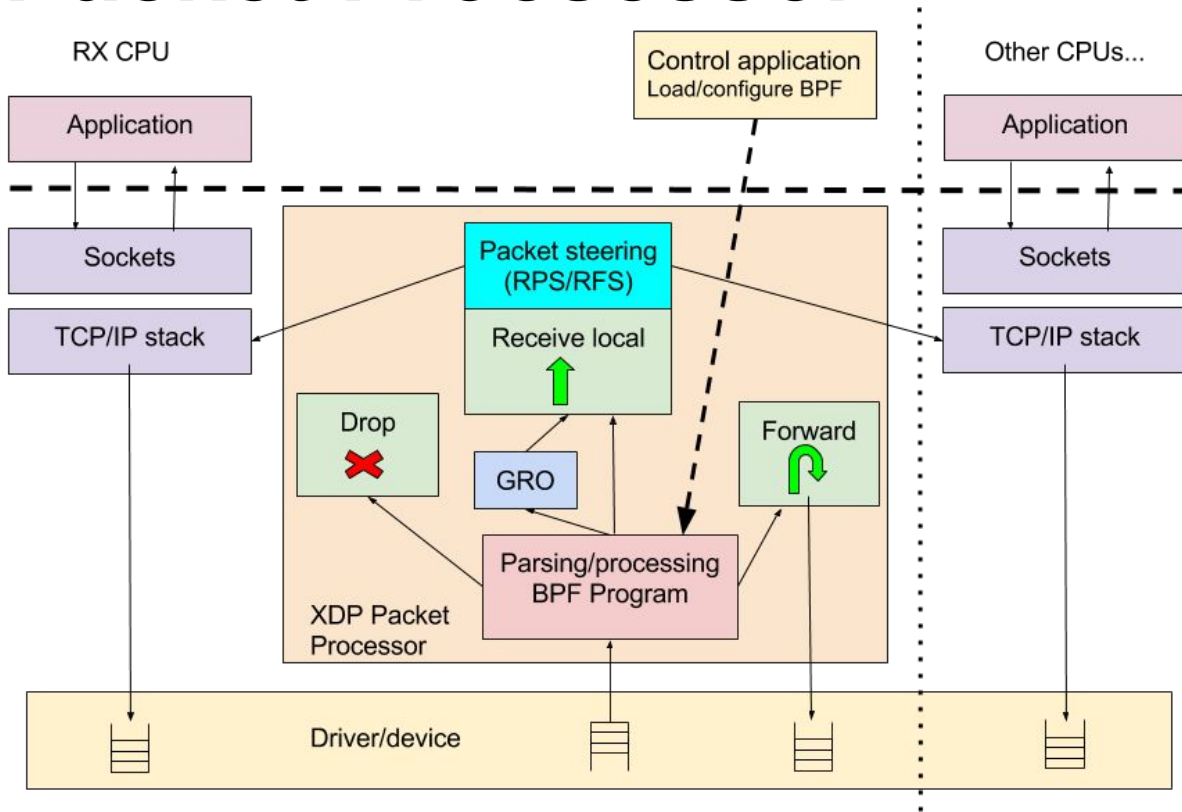 RX CPU
Control application
Load/configure BPF
Other CPUs...
Application
Application
Sockets
Packet steering
(RPS/RFS)
Sockets
TCP/IP stack
Receive local
TCP/IP stack
Drop
Forward
GRO
Parsing/processing
BPF Program
XDP Packet
Processor
Driver/device